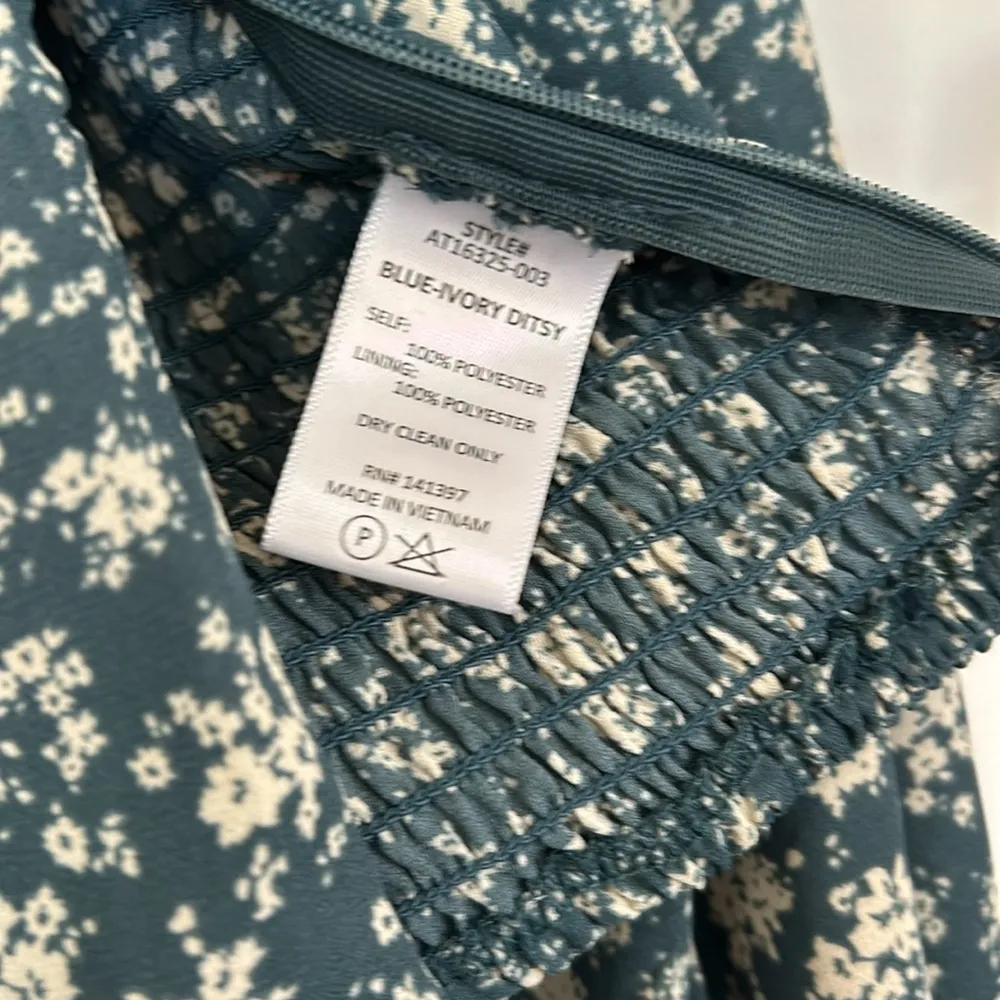 STYLE#
AT16325-003
BLUE-IVORY DITSY
SELF:
100% POLYESTER
LINING:
100% POLYESTER
DRY CLEAN ONLY
RN# 141397
MADE IN VIETNAM
P